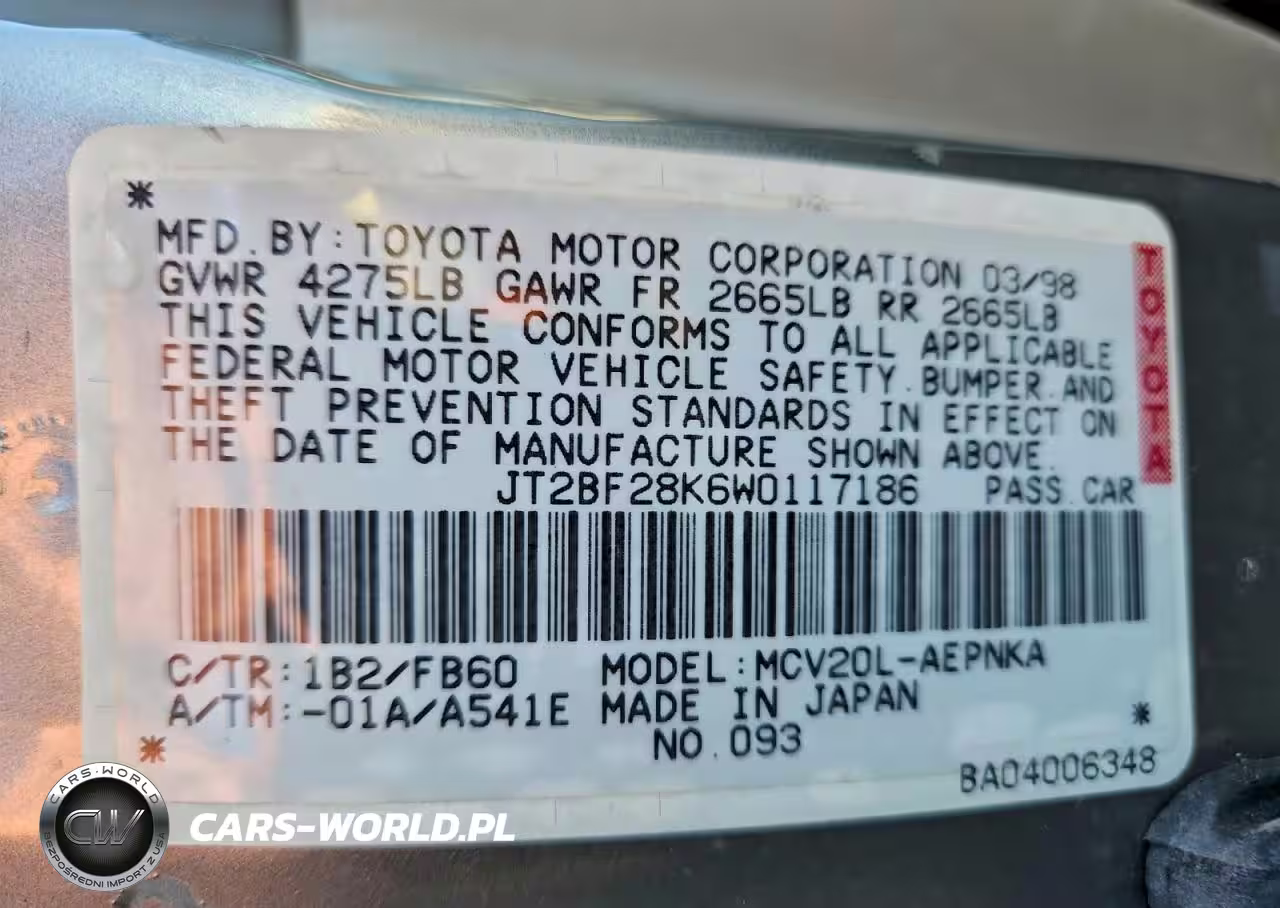 *
MFD.BY:TOYOTA MOTOR CORPORATION 03/98
GVWR 4275LB GAWR FR 2665LB RR 2665LB
THIS VEHICLE CONFORMS TO ALL APPLICABLE
FEDERAL MOTOR VEHICLE SAFETY.BUMPER.AND
THEFT PREVENTION STANDARDS IN EFFECT ON
THE DATE OF MANUFACTURE SHOWN ABOVE.
JT2BF28K6W0117186 PASS.CAR
TOYOTA
C/TR:1B2/FB60 MODEL:MCV20L-AEPNKA
A/TM:-01A/A541E MADE IN JAPAN *
* NO.093
BA04006348
CARS-WORLD
CW
BEZPOŚREDNI IMPORT Z USA
CARS-WORLD.PL